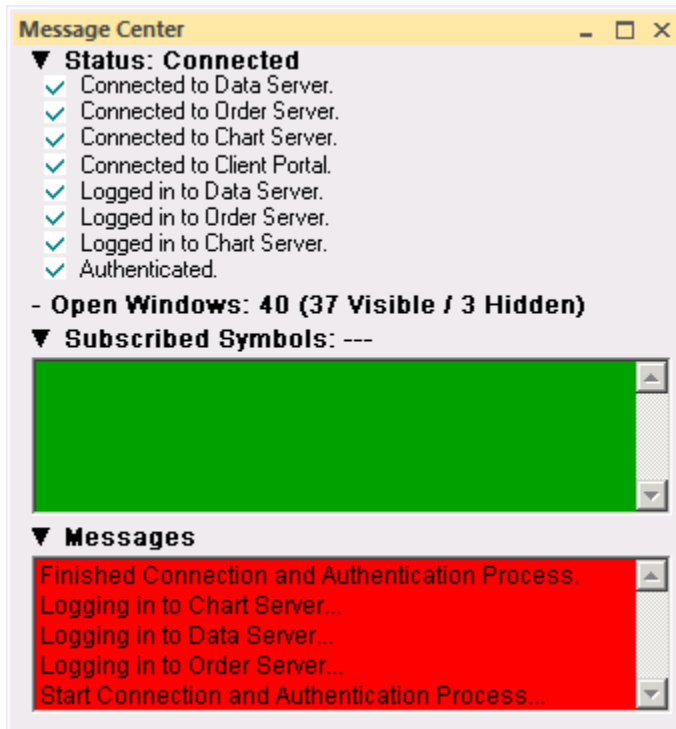 Message Center
▼ Status: Connected
✓ Connected to Data Server.
✓ Connected to Order Server.
✓ Connected to Chart Server.
✓ Connected to Client Portal.
✓ Logged in to Data Server.
✓ Logged in to Order Server.
✓ Logged in to Chart Server.
✓ Authenticated.
- Open Windows: 40 (37 Visible / 3 Hidden)
▼ Subscribed Symbols: ---
▼ Messages
Finished Connection and Authentication Process.
Logging in to Chart Server...
Logging in to Data Server...
Logging in to Order Server...
Start Connection and Authentication Process...